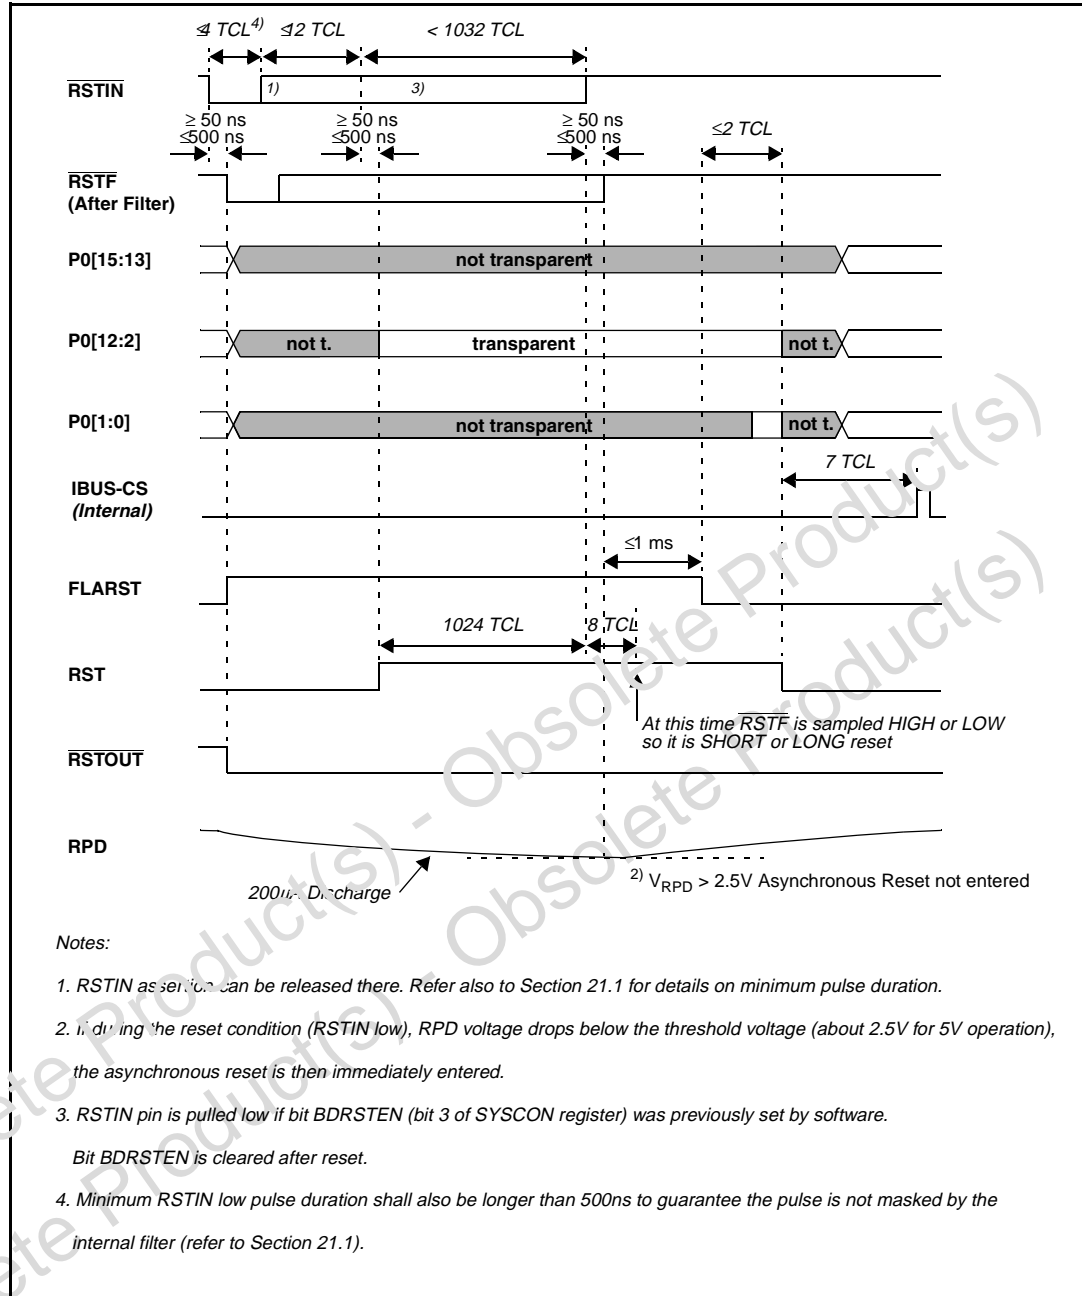 ≤4 TCL4) ≤12 TCL < 1032 TCL
RSTIN 1) 3)
≥ 50 ns ≥ 50 ns ≥ 50 ns
≤500 ns ≤500 ns ≤500 ns ≤2 TCL
RSTF
(After Filter)
P0[15:13] not transparent
P0[12:2] not t. transparent not t.
P0[1:0] not transparent not t.
7 TCL
IBUS-CS
(Internal)
≤1 ms
FLARST
1024 TCL 8 TCL
RST
At this time RSTF is sampled HIGH or LOW
so it is SHORT or LONG reset
RSTOUT
RPD
200µA Discharge
2) VRPD > 2.5V Asynchronous Reset not entered
Notes:
1. RSTIN assertion can be released there. Refer also to Section 21.1 for details on minimum pulse duration.
2. If during the reset condition (RSTIN low), RPD voltage drops below the threshold voltage (about 2.5V for 5V operation),
the asynchronous reset is then immediately entered.
3. RSTIN pin is pulled low if bit BDRSTEN (bit 3 of SYSCON register) was previously set by software.
Bit BDRSTEN is cleared after reset.
4. Minimum RSTIN low pulse duration shall also be longer than 500ns to guarantee the pulse is not masked by the
internal filter (refer to Section 21.1).
Obsolete Product(s) - Obsolete Product(s)
Obsolete Product(s) - Obsolete Product(s)